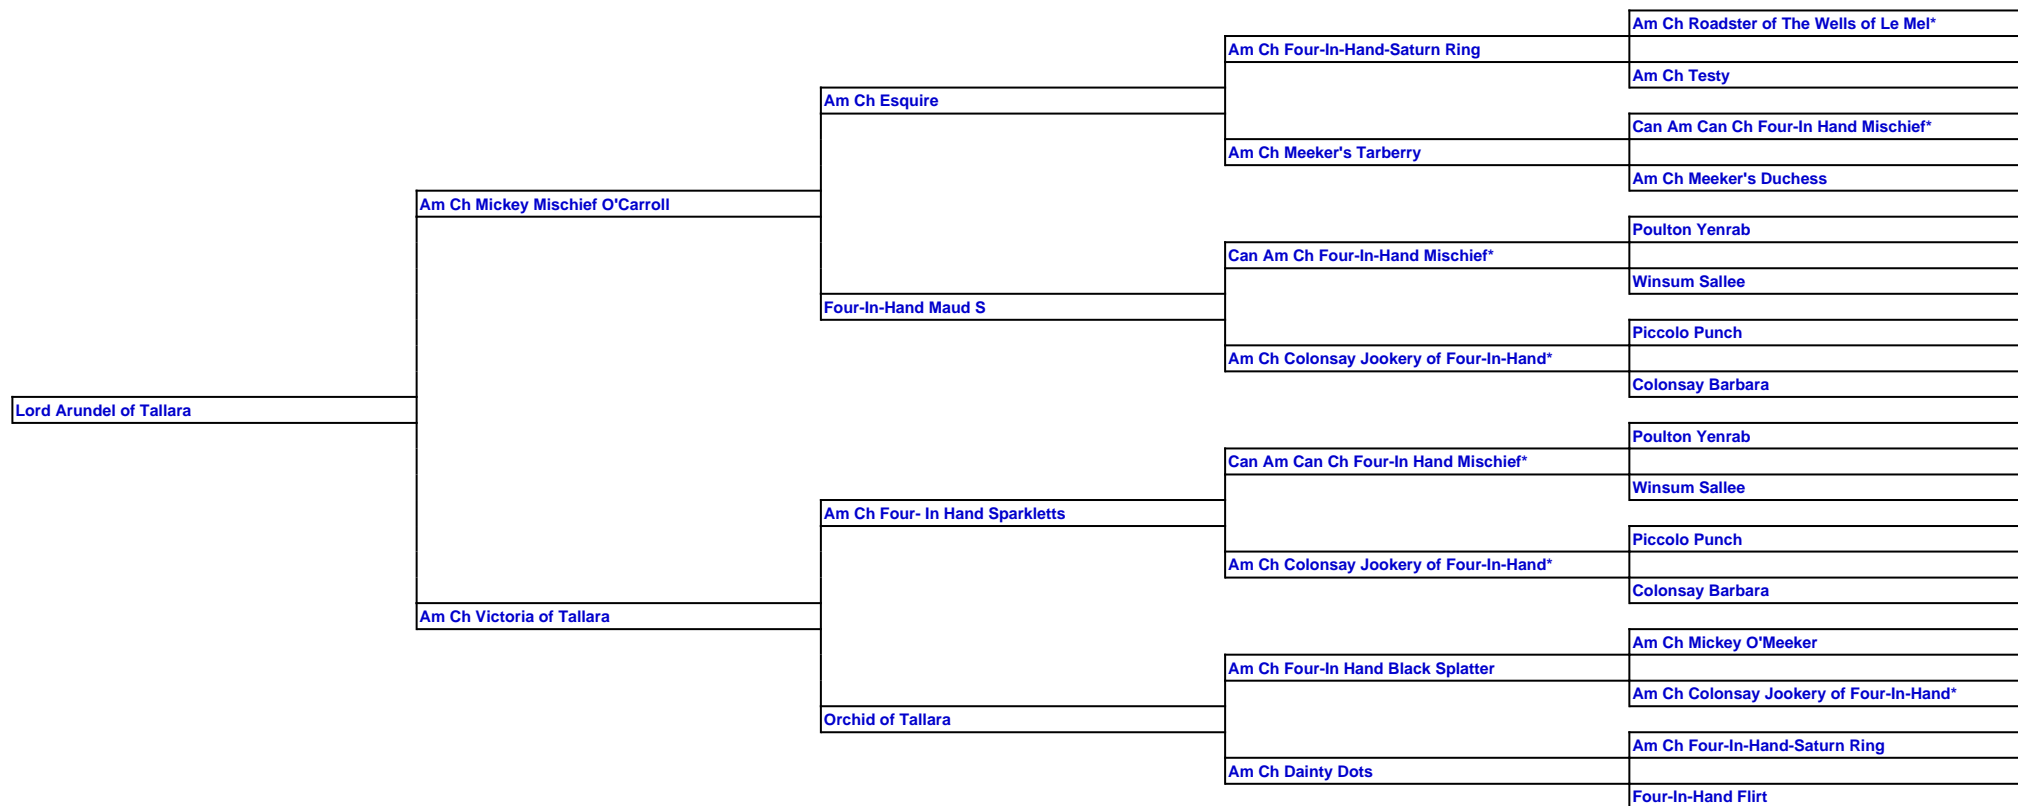 Am Ch Roadster of The Wells of Le Mel*
Am Ch Four-In-Hand-Saturn Ring
Am Ch Testy
Am Ch Esquire
Can Am Can Ch Four-In Hand Mischief*
Am Ch Meeker's Tarberry
Am Ch Meeker's Duchess
Am Ch Mickey Mischief O'Carroll
Poulton Yenrab
Can Am Ch Four-In-Hand Mischief*
Winsum Sallee
Four-In-Hand Maud S
Piccolo Punch
Am Ch Colonsay Jookery of Four-In-Hand*
Colonsay Barbara
Lord Arundel of Tallara
Poulton Yenrab
Can Am Can Ch Four-In Hand Mischief*
Winsum Sallee
Am Ch Four- In Hand Sparkletts
Piccolo Punch
Am Ch Colonsay Jookery of Four-In-Hand*
Colonsay Barbara
Am Ch Victoria of Tallara
Am Ch Mickey O'Meeker
Am Ch Four-In Hand Black Splatter
Am Ch Colonsay Jookery of Four-In-Hand*
Orchid of Tallara
Am Ch Four-In-Hand-Saturn Ring
Am Ch Dainty Dots
Four-In-Hand Flirt